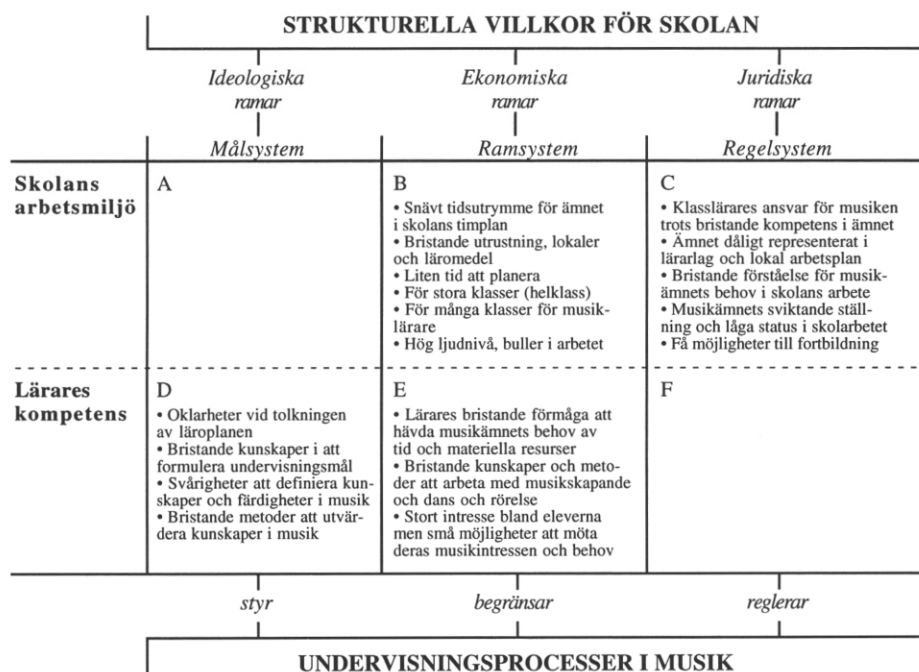 STRUKTURELLA VILLKOR FÖR SKOLAN
Ideologiska
ramar
Ekonomiska
ramar
Juridiska
ramar
Målsystem
Ramsystem
Regelsystem
Skolans
arbetsmiljö
A
B
• Snävt tidsutrymme för ämnet
i skolans timplan
• Bristande utrustning, lokaler
och läromedel
• Liten tid att planera
• För stora klasser (helklass)
• För många klasser för musik-
lärare
• Hög ljudnivå, buller i arbetet
C
• Klasslärares ansvar för musiken
trots bristande kompetens i ämnet
• Ämnet dåligt representerat i
lärarlag och lokal arbetsplan
• Bristande förståelse för musik-
ämnets behov i skolans arbete
• Musikämnets sviktande ställ-
ning och låga status i skolarbetet
• Få möjligheter till fortbildning
Lärares
kompetens
D
• Oklarheter vid tolkningen
av läroplanen
• Bristande kunskaper i att
formulera undervisningsmål
• Svårigheter att definiera kun-
skaper och färdigheter i musik
• Bristande metoder att utvär-
dera kunskaper i musik
E
• Lärares bristande förmåga att
hävda musikämnets behov av
tid och materiella resurser
• Bristande kunskaper och meto-
der att arbeta med musikskapande
och dans och rörelse
• Stort intresse bland eleverna
men små möjligheter att möta
deras musikintressen och behov
F
styr
begränsar
reglerar
UNDERVISNINGSPROCESSER I MUSIK